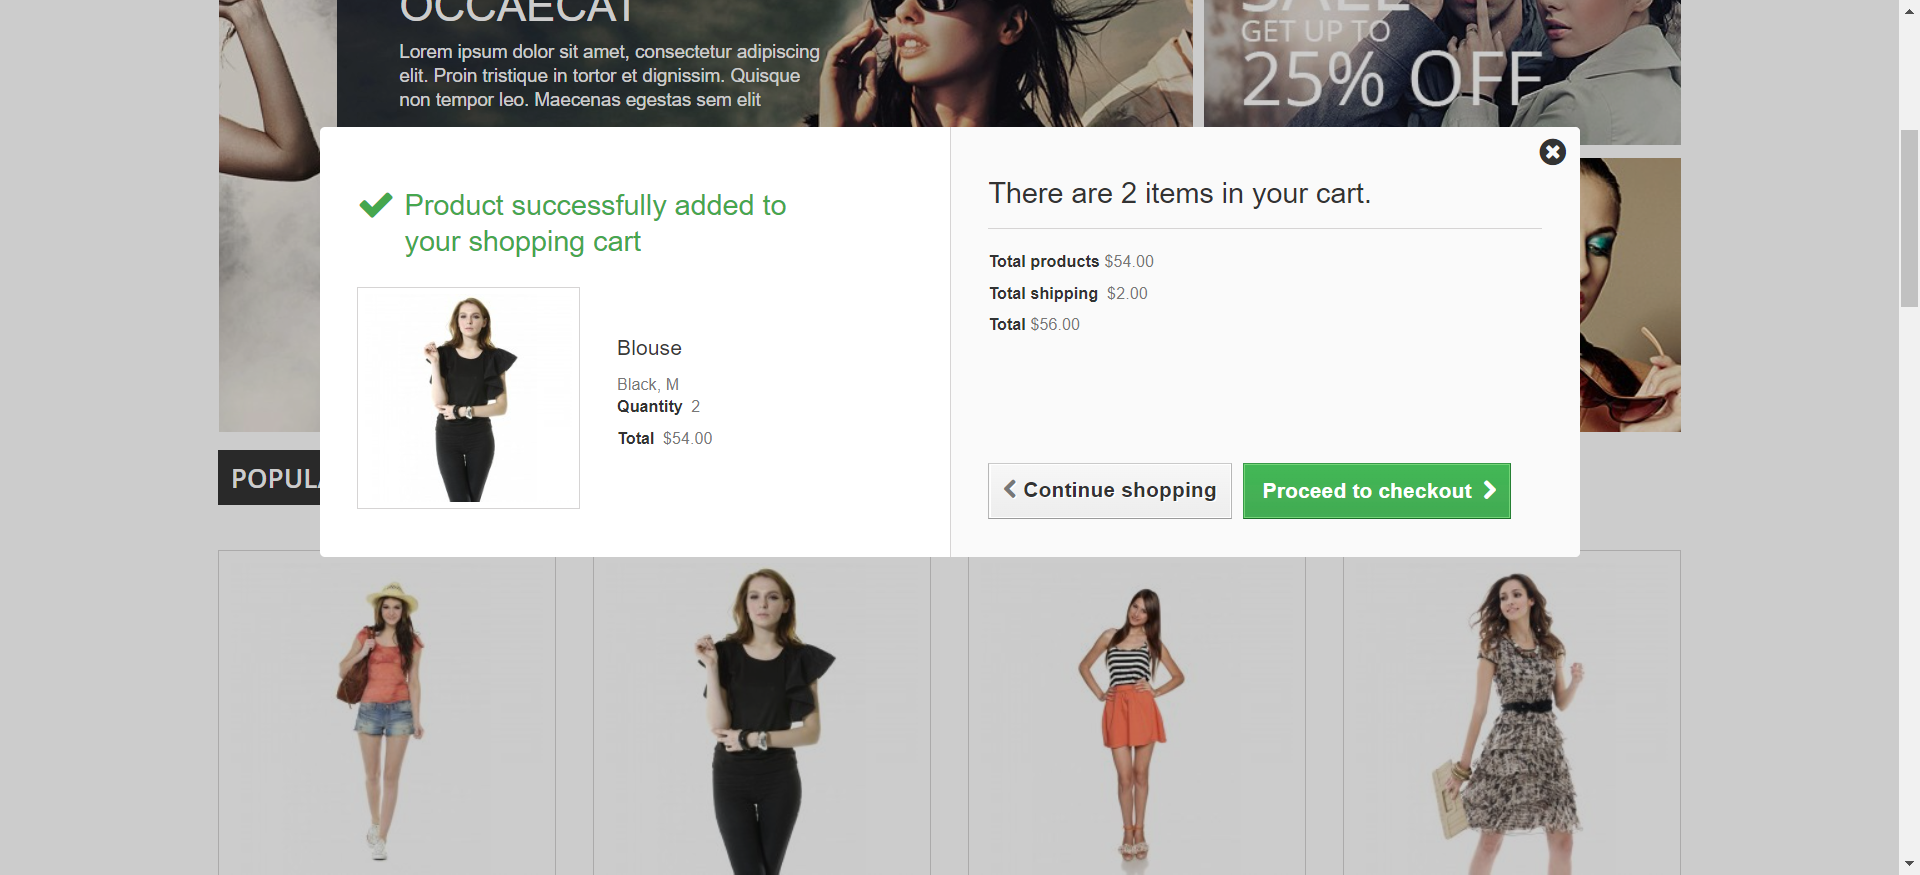 OCCAECAT
Lorem ipsum dolor sit amet, consectetur adipiscing
elit. Proin tristique in tortor et dignissim. Quisque
non tempor leo. Maecenas egestas sem elit
SALE
GET UP TO
25% OFF
Product successfully added to
your shopping cart
Blouse
Black, M
Quantity 2
Total $54.00
There are 2 items in your cart.
Total products $54.00
Total shipping $2.00
Total $56.00
Continue shopping
Proceed to checkout
POPULA